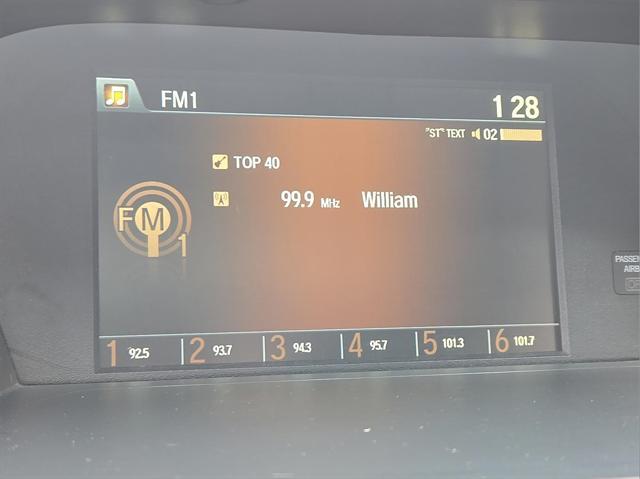 FM1
1 28
"ST" TEXT 02
TOP 40
99.9 MHz William
FM 1
1 92.5 2 93.7 3 94.3 4 95.7 5 101.3 6 101.7